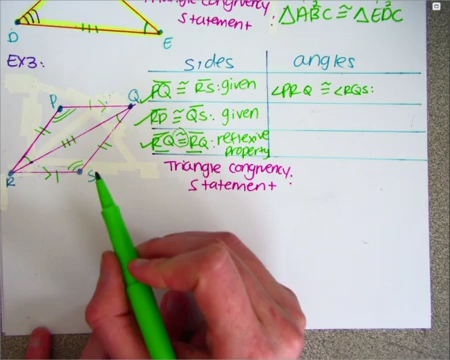 Triangle congruency
Statement: △ABC ≅ △EDC
D
E
EX3:
sides angles
PQ ≅ RS: given ∠PRQ ≅ ∠RQS:
RP ≅ QS: given
RQ ≅ RQ: reflexive
property
P Q
R S
Triangle congruency
Statement: